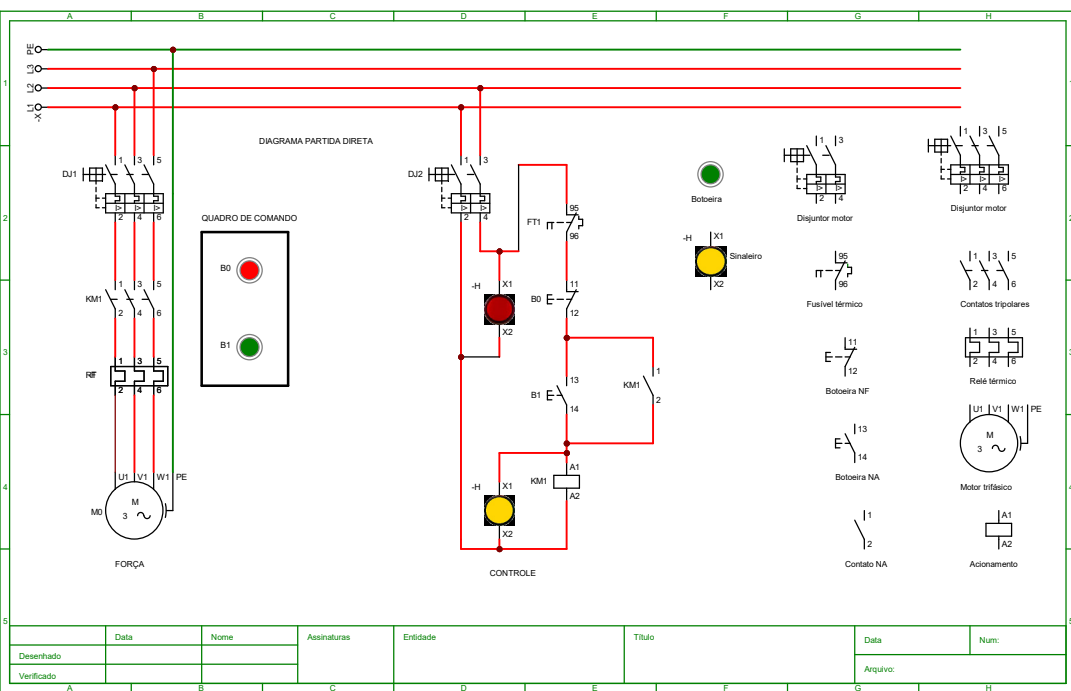 A B C D E F G H
1
2
3
4
5
PE
L3
L2
L1
-X
DIAGRAMA PARTIDA DIRETA
DJ1
1 3 5
2 4 6
KM1
1 3 5
2 4 6
1 3 5
2 4 6
U1 V1 W1 PE
M0
M
3
FORÇA
QUADRO DE COMANDO
B0
B1
DJ2
1 3
2 4
-H
X1
X2
FT1
95
96
B0
11
12
B1
13
14
KM1
1
2
KM1
A1
A2
-H
X1
X2
CONTROLE
Botoeira
-H
X1
Sinaleiro
X2
1 3
2 4
Disjuntor motor
95
96
Fusível térmico
11
12
Botoeira NF
13
14
Botoeira NA
1
2
Contato NA
1 3 5
2 4 6
Disjuntor motor
1 3 5
2 4 6
Contatos tripolares
1 3 5
2 4 6
Relé térmico
U1 V1 W1 PE
M
3
Motor trifásico
A1
A2
Acionamento
Data Nome Assinaturas Entidade Título Data Num:
Desenhado
Verificado
Arquivo:
A B C D E F G H
1
2
3
4
5